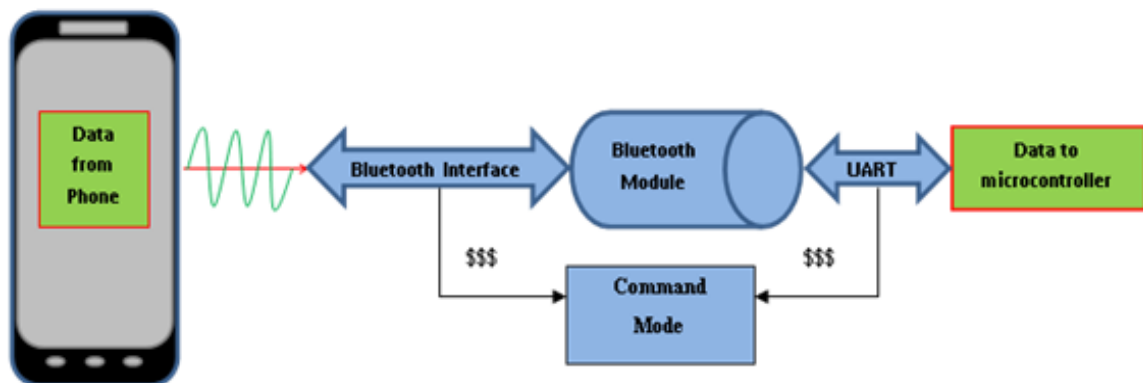 Data
from
Phone
Bluetooth Interface
Bluetooth
Module
UART
Data to
microcontroller
$$$
$$$
Command
Mode